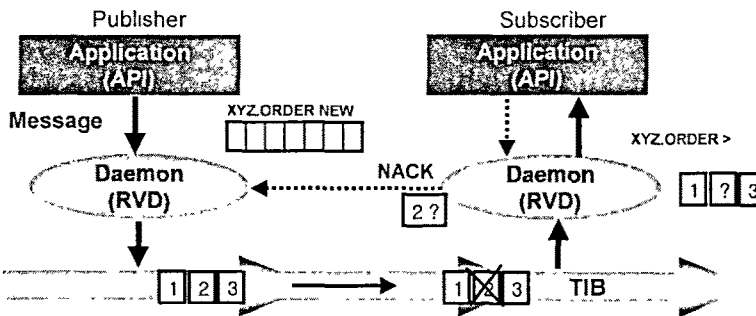 Publisher
Subscriber
Application
(API)
Application
(API)
Message
XYZ.ORDER NEW
XYZ.ORDER >
NACK
Daemon
(RVD)
Daemon
(RVD)
2 ?
1 ? 3
1 2 3
1 2 3
TIB